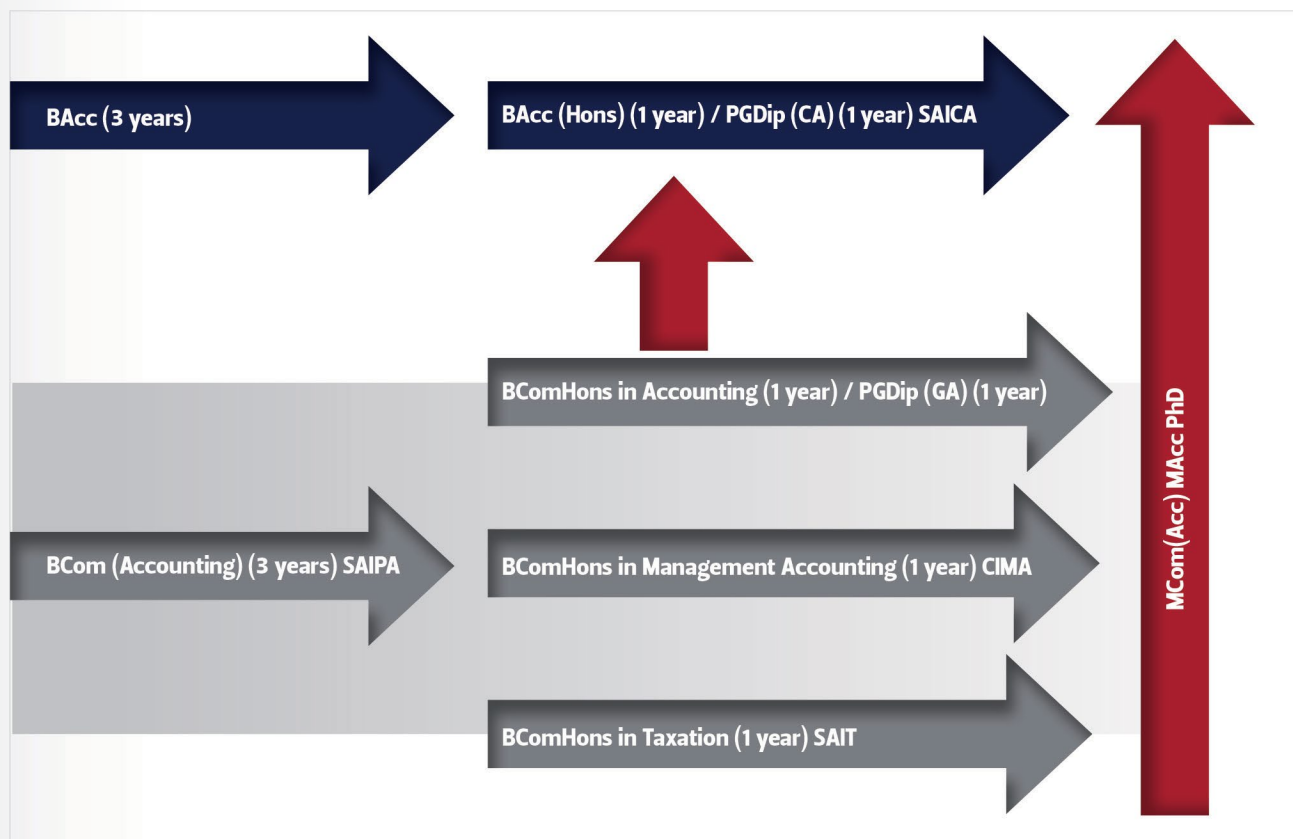 BAcc (3 years)
BAcc (Hons) (1 year) / PGDip (CA) (1 year) SAICA
BComHons in Accounting (1 year) / PGDip (GA) (1 year)
BCom (Accounting) (3 years) SAIPA
BComHons in Management Accounting (1 year) CIMA
BComHons in Taxation (1 year) SAIT
MCom(Acc) MAcc PhD